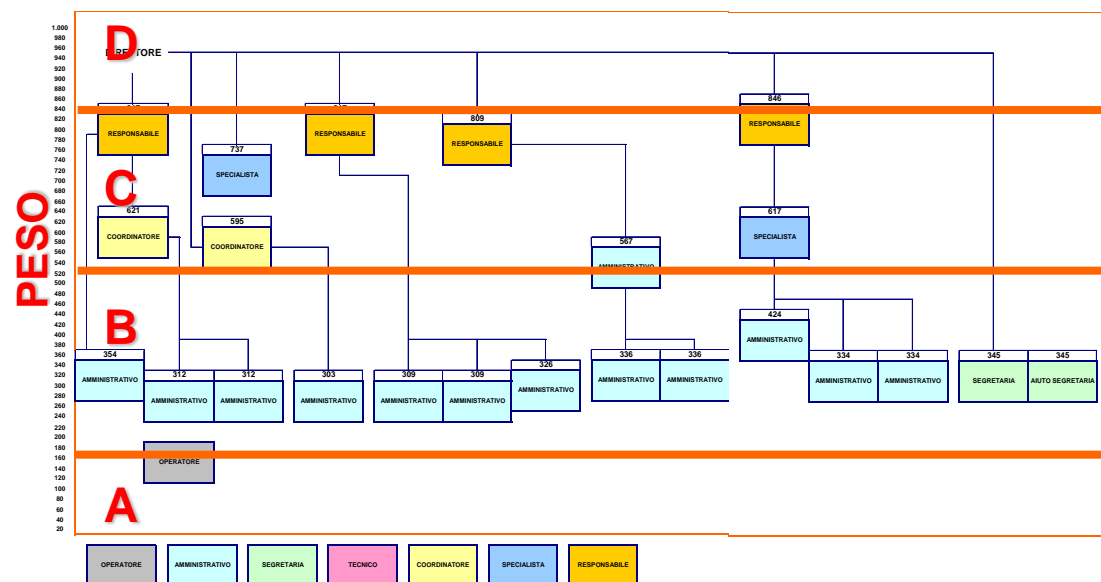 PESO
1.000
980
960
940
920
900
880
860
840
820
800
780
760
740
720
700
680
660
640
620
600
580
560
540
520
500
480
460
440
420
400
380
360
340
320
300
280
260
240
220
200
180
160
140
120
100
80
60
40
20
D
DIRETTORE
846
RESPONSABILE
RESPONSABILE
809
RESPONSABILE
RESPONSABILE
737
SPECIALISTA
C
621
COORDINATORE
595
COORDINATORE
617
SPECIALISTA
567
AMMINISTRATIVO
B
424
AMMINISTRATIVO
354
AMMINISTRATIVO
312
AMMINISTRATIVO
312
AMMINISTRATIVO
303
AMMINISTRATIVO
309
AMMINISTRATIVO
309
AMMINISTRATIVO
326
AMMINISTRATIVO
336
AMMINISTRATIVO
336
AMMINISTRATIVO
334
AMMINISTRATIVO
334
AMMINISTRATIVO
345
SEGRETARIA
345
AIUTO SEGRETARIA
OPERATORE
A
OPERATORE
AMMINISTRATIVO
SEGRETARIA
TECNICO
COORDINATORE
SPECIALISTA
RESPONSABILE